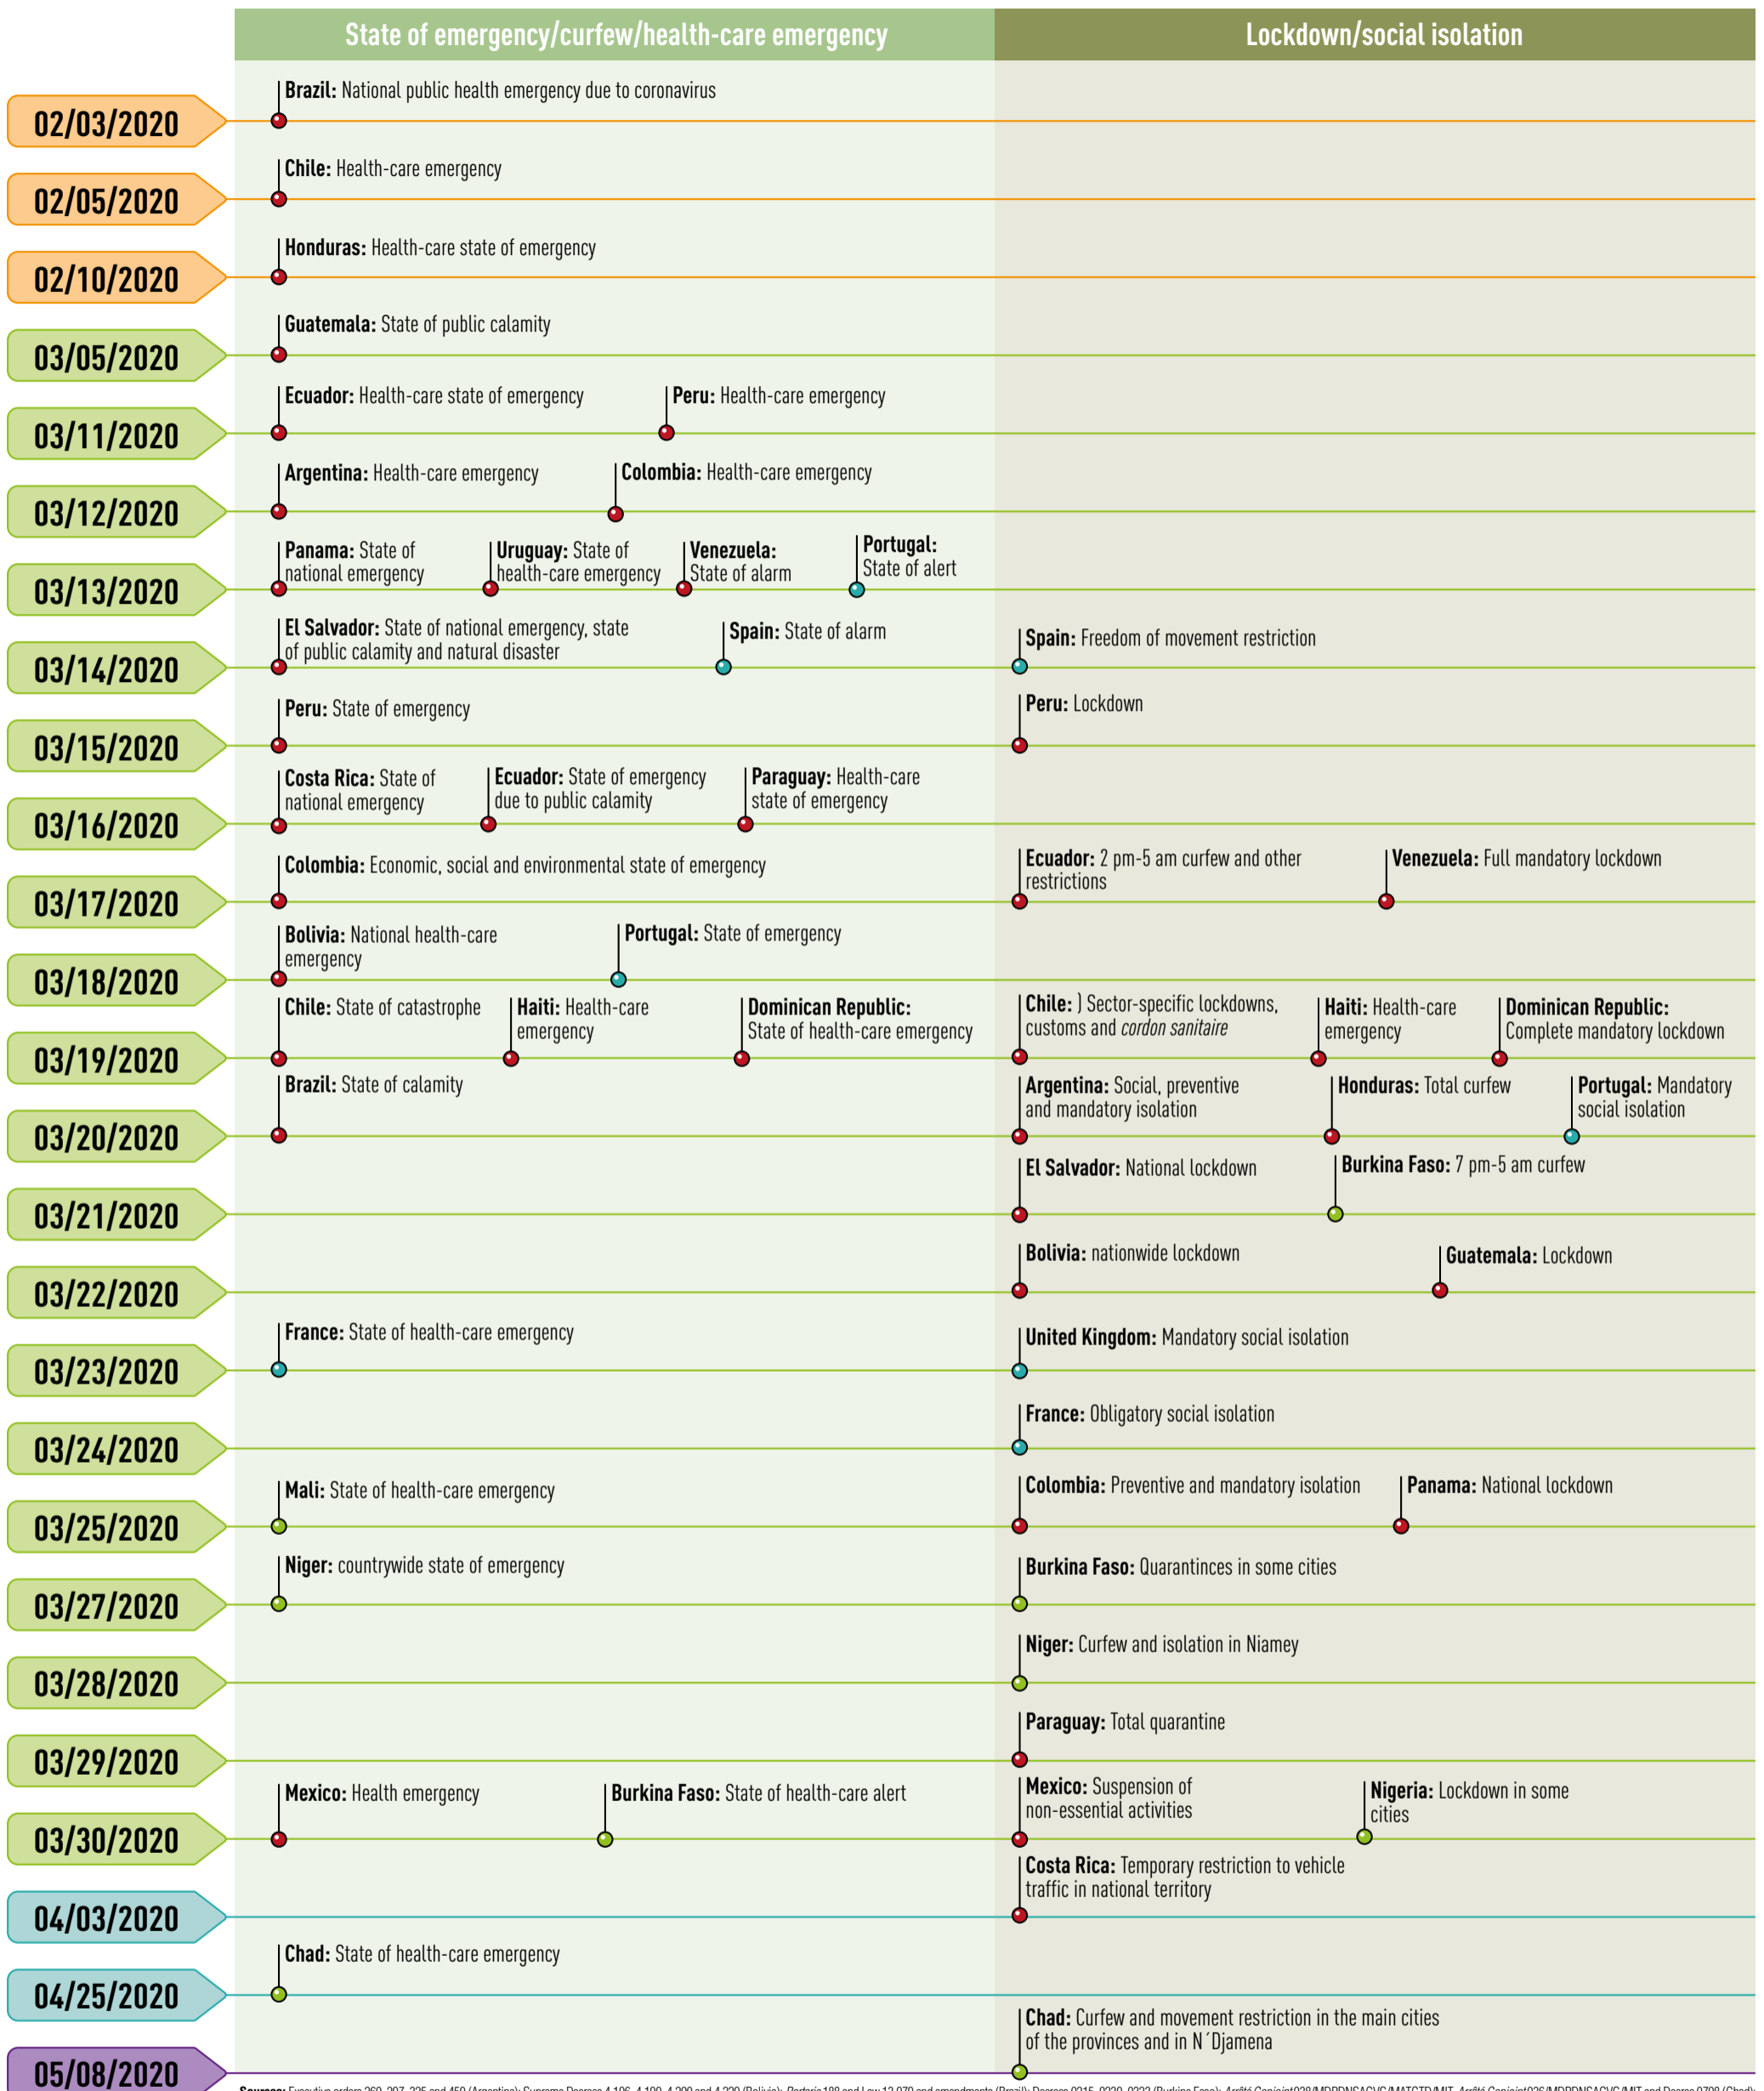 State of emergency/curfew/health-care emergency
Lockdown/social isolation
02/03/2020
Brazil: National public health emergency due to coronavirus
02/05/2020
Chile: Health-care emergency
02/10/2020
Honduras: Health-care state of emergency
03/05/2020
Guatemala: State of public calamity
03/11/2020
Ecuador: Health-care state of emergency
Peru: Health-care emergency
03/12/2020
Argentina: Health-care emergency
Colombia: Health-care emergency
03/13/2020
Panama: State of
national emergency
Uruguay: State of
health-care emergency
Venezuela:
State of alarm
Portugal:
State of alert
03/14/2020
El Salvador: State of national emergency, state
of public calamity and natural disaster
Spain: State of alarm
Spain: Freedom of movement restriction
03/15/2020
Peru: State of emergency
Peru: Lockdown
03/16/2020
Costa Rica: State of
national emergency
Ecuador: State of emergency
due to public calamity
Paraguay: Health-care
state of emergency
03/17/2020
Colombia: Economic, social and environmental state of emergency
Ecuador: 2 pm-5 am curfew and other
restrictions
Venezuela: Full mandatory lockdown
03/18/2020
Bolivia: National health-care
emergency
Portugal: State of emergency
03/19/2020
Chile: State of catastrophe
Haiti: Health-care
emergency
Dominican Republic:
State of health-care emergency
Chile: ) Sector-specific lockdowns,
customs and cordon sanitaire
Haiti: Health-care
emergency
Dominican Republic:
Complete mandatory lockdown
03/20/2020
Brazil: State of calamity
Argentina: Social, preventive
and mandatory isolation
Honduras: Total curfew
Portugal: Mandatory
social isolation
03/21/2020
El Salvador: National lockdown
Burkina Faso: 7 pm-5 am curfew
03/22/2020
Bolivia: nationwide lockdown
Guatemala: Lockdown
03/23/2020
France: State of health-care emergency
United Kingdom: Mandatory social isolation
03/24/2020
France: Obligatory social isolation
03/25/2020
Mali: State of health-care emergency
Colombia: Preventive and mandatory isolation
Panama: National lockdown
03/27/2020
Niger: countrywide state of emergency
Burkina Faso: Quarantinces in some cities
03/28/2020
Niger: Curfew and isolation in Niamey
03/29/2020
Paraguay: Total quarantine
03/30/2020
Mexico: Health emergency
Burkina Faso: State of health-care alert
Mexico: Suspension of
non-essential activities
Nigeria: Lockdown in some
cities
04/03/2020
Costa Rica: Temporary restriction to vehicle
traffic in national territory
04/25/2020
Chad: State of health-care emergency
05/08/2020
Chad: Curfew and movement restriction in the main cities
of the provinces and in N´Djamena